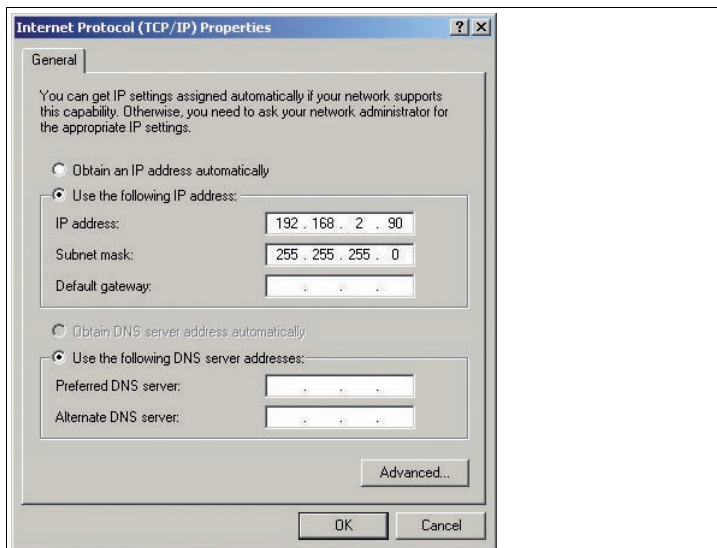 Internet Protocol (TCP/IP) Properties
General
You can get IP settings assigned automatically if your network supports
this capability. Otherwise, you need to ask your network administrator for
the appropriate IP settings.
Obtain an IP address automatically
Use the following IP address:
IP address: 192 . 168 . 2 . 90
Subnet mask: 255 . 255 . 255 . 0
Default gateway: . . .
Obtain DNS server address automatically
Use the following DNS server addresses:
Preferred DNS server: . . .
Alternate DNS server: . . .
Advanced...
OK Cancel